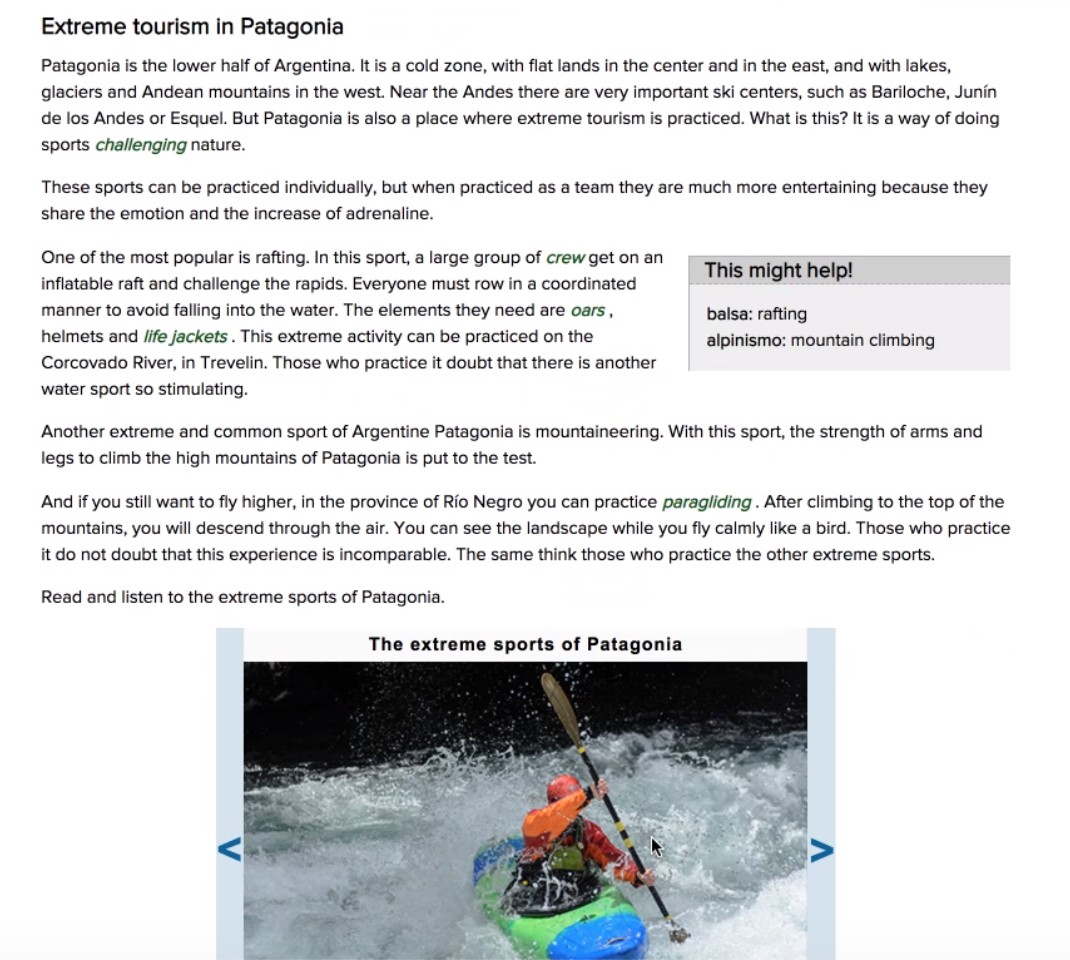 Extreme tourism in Patagonia
Patagonia is the lower half of Argentina. It is a cold zone, with flat lands in the center and in the east, and with lakes,
glaciers and Andean mountains in the west. Near the Andes there are very important ski centers, such as Bariloche, Junín
de los Andes or Esquel. But Patagonia is also a place where extreme tourism is practiced. What is this? It is a way of doing
sports challenging nature.
These sports can be practiced individually, but when practiced as a team they are much more entertaining because they
share the emotion and the increase of adrenaline.
One of the most popular is rafting. In this sport, a large group of crew get on an
inflatable raft and challenge the rapids. Everyone must row in a coordinated
manner to avoid falling into the water. The elements they need are oars ,
helmets and life jackets . This extreme activity can be practiced on the
Corcovado River, in Trevelin. Those who practice it doubt that there is another
water sport so stimulating.
This might help!
balsa: rafting
alpinismo: mountain climbing
Another extreme and common sport of Argentine Patagonia is mountaineering. With this sport, the strength of arms and
legs to climb the high mountains of Patagonia is put to the test.
And if you still want to fly higher, in the province of Río Negro you can practice paragliding . After climbing to the top of the
mountains, you will descend through the air. You can see the landscape while you fly calmly like a bird. Those who practice
it do not doubt that this experience is incomparable. The same think those who practice the other extreme sports.
Read and listen to the extreme sports of Patagonia.
The extreme sports of Patagonia
< >